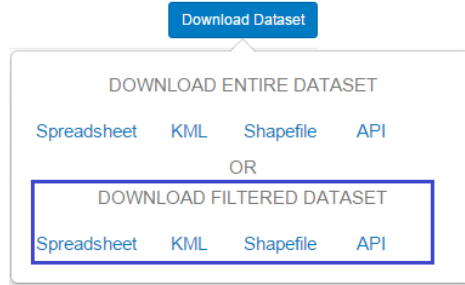 Download Dataset
DOWNLOAD ENTIRE DATASET
Spreadsheet KML Shapefile API
OR
DOWNLOAD FILTERED DATASET
Spreadsheet KML Shapefile API